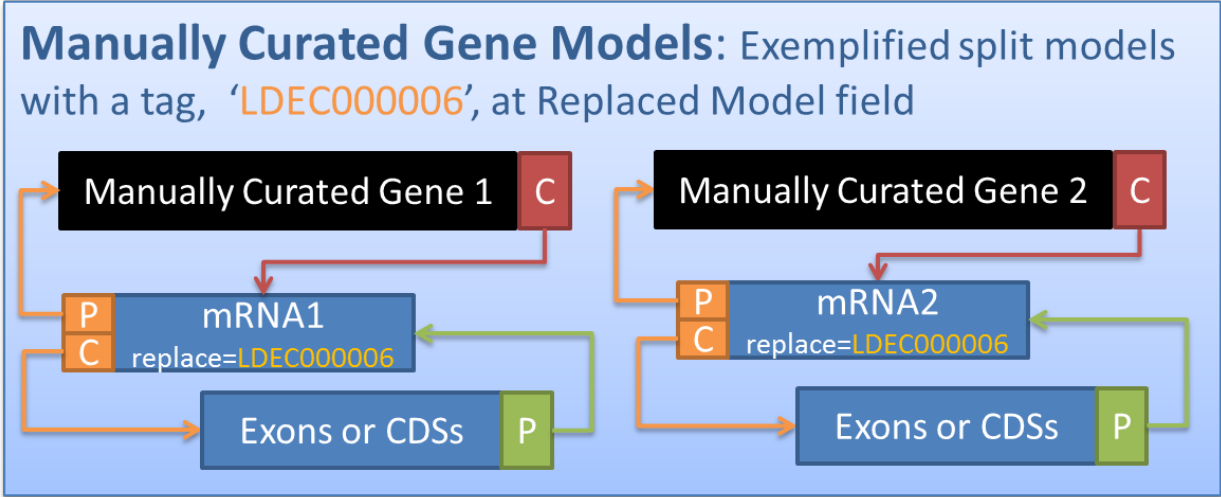 Manually Curated Gene Models: Exemplified split models
with a tag, ‘LDEC000006’, at Replaced Model field
Manually Curated Gene 1 C
P mRNA1
C replace=LDEC000006
Exons or CDSs P
Manually Curated Gene 2 C
P mRNA2
C replace=LDEC000006
Exons or CDSs P